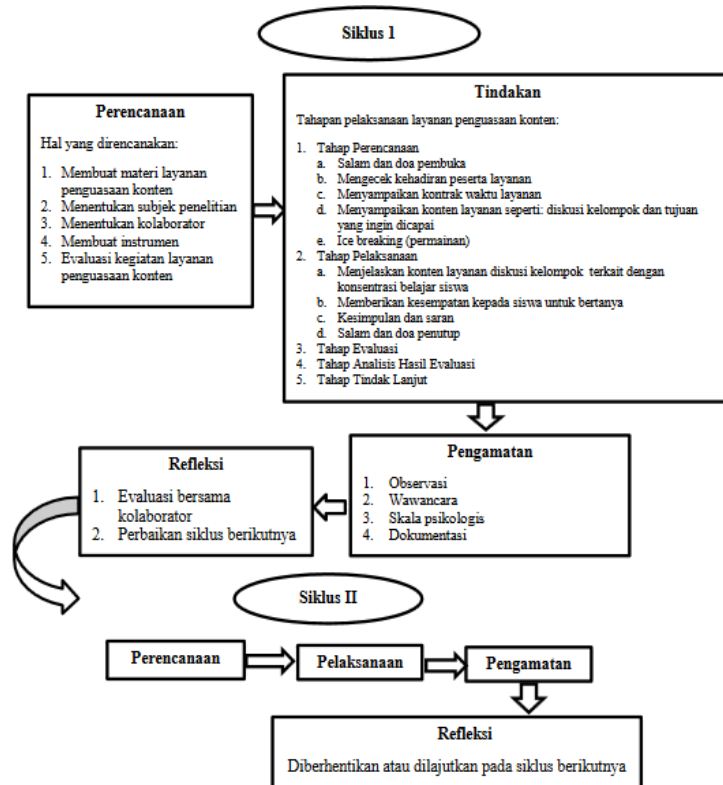 Siklus 1
Perencanaan
Hal yang direncanakan:
1. Membuat materi layanan
penguasaan konten
2. Menentukan subjek penelitian
3. Menentukan kolaborator
4. Membuat instrumen
5. Evaluasi kegiatan layanan
penguasaan konten
Tindakan
Tahapan pelaksanaan layanan penguasaan konten:
1. Tahap Perencanaan
a. Salam dan doa pembuka
b. Mengecek kehadiran peserta layanan
c. Menyampaikan kontrak waktu layanan
d. Menyampaikan konten layanan seperti: diskusi kelompok dan tujuan
yang ingin dicapai
e. Ice breaking (permainan)
2. Tahap Pelaksanaan
a. Menjelaskan konten layanan diskusi kelompok terkait dengan
konsentrasi belajar siswa
b. Memberikan kesempatan kepada siswa untuk bertanya
c. Kesimpulan dan saran
d. Salam dan doa penutup
3. Tahap Evaluasi
4. Tahap Analisis Hasil Evaluasi
5. Tahap Tindak Lanjut
Pengamatan
1. Observasi
2. Wawancara
3. Skala psikologis
4. Dokumentasi
Refleksi
1. Evaluasi bersama
kolaborator
2. Perbaikan siklus berikutnya
Siklus II
Perencanaan
Pelaksanaan
Pengamatan
Refleksi
Diberhentikan atau dilajutkan pada siklus berikutnya